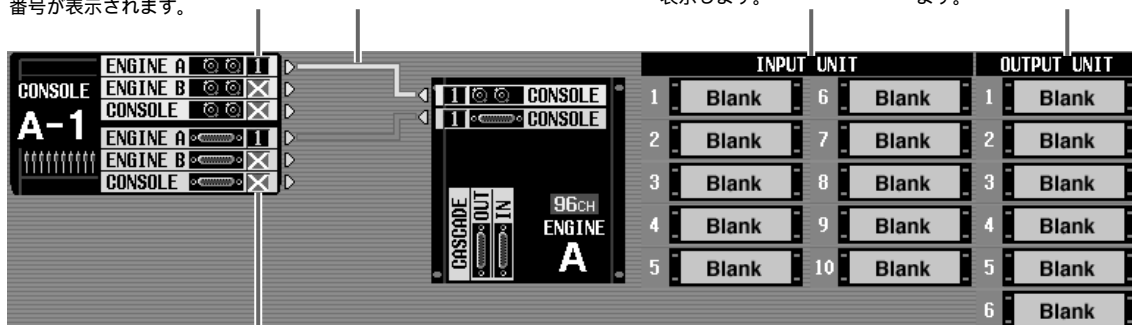 番号が表示されます。
表示します。
ます。
ENGINE A 1
ENGINE B
CONSOLE
ENGINE A 1
ENGINE B
CONSOLE
CONSOLE
A-1
1 CONSOLE
1 CONSOLE
CASCADE
OUT
IN
96CH
ENGINE
A
INPUT UNIT
1 Blank 6 Blank
2 Blank 7 Blank
3 Blank 8 Blank
4 Blank 9 Blank
5 Blank 10 Blank
OUTPUT UNIT
1 Blank
2 Blank
3 Blank
4 Blank
5 Blank
6 Blank